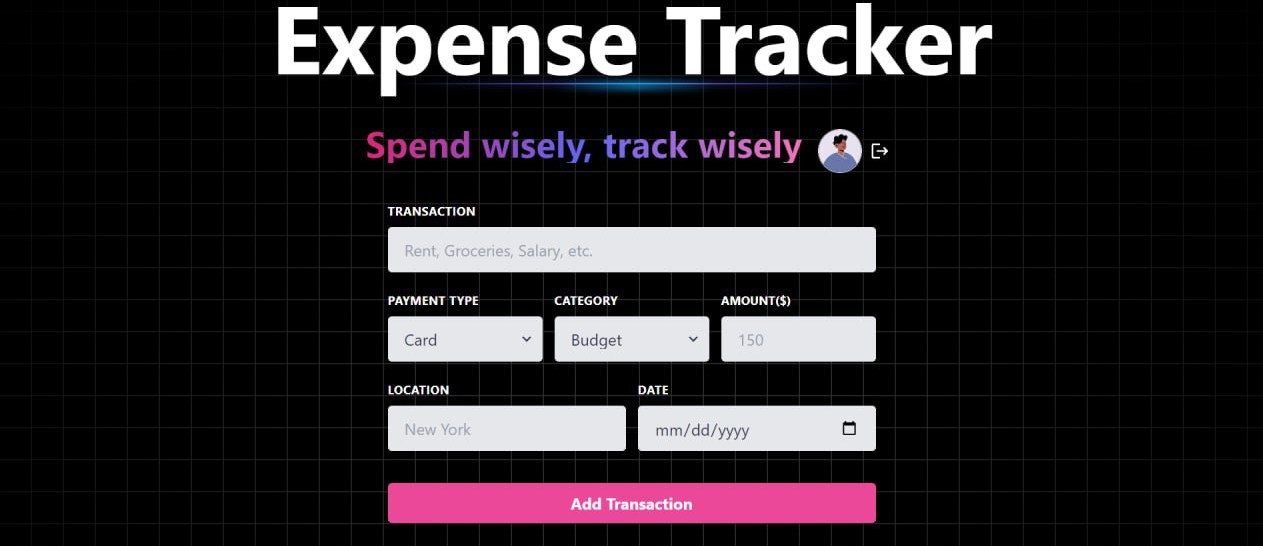 Expense Tracker
Spend wisely, track wisely
TRANSACTION
Rent, Groceries, Salary, etc.
PAYMENT TYPE CATEGORY AMOUNT($)
Card Budget 150
LOCATION DATE
New York mm/dd/yyyy
Add Transaction